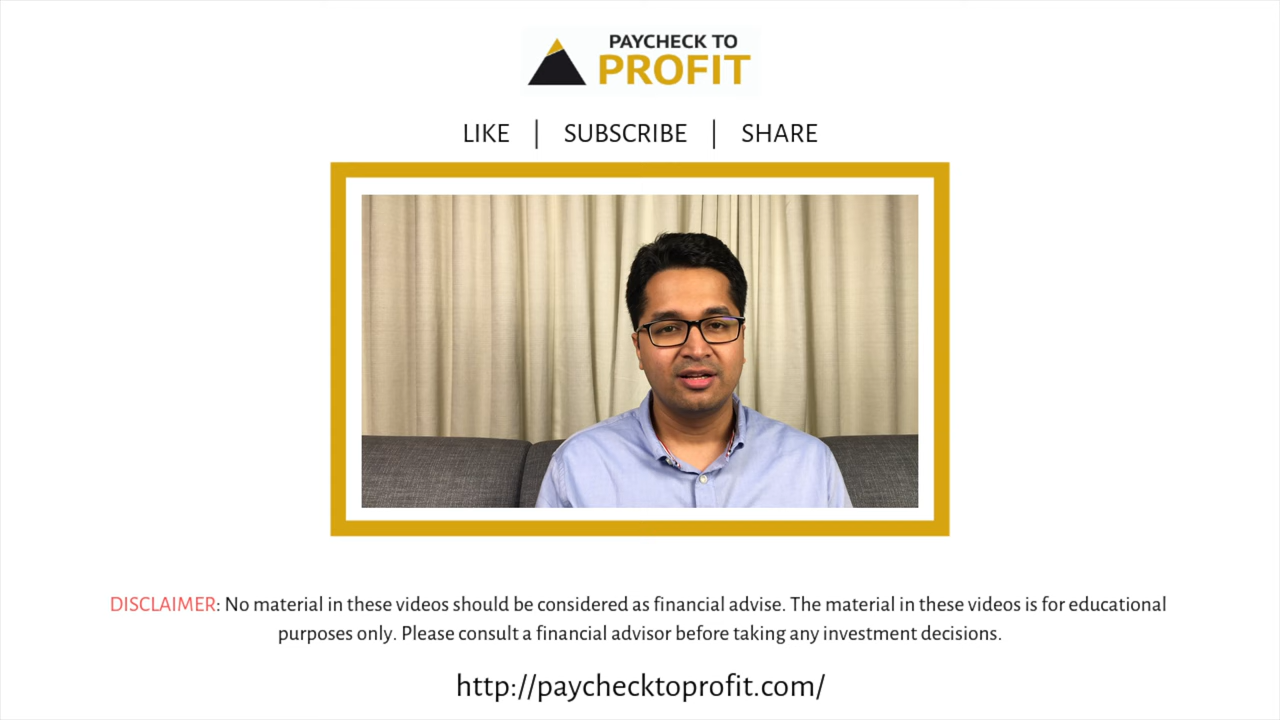 PAYCHECK TO
PROFIT
LIKE | SUBSCRIBE | SHARE
DISCLAIMER: No material in these videos should be considered as financial advise. The material in these videos is for educational
purposes only. Please consult a financial advisor before taking any investment decisions.
http://paychecktoprofit.com/